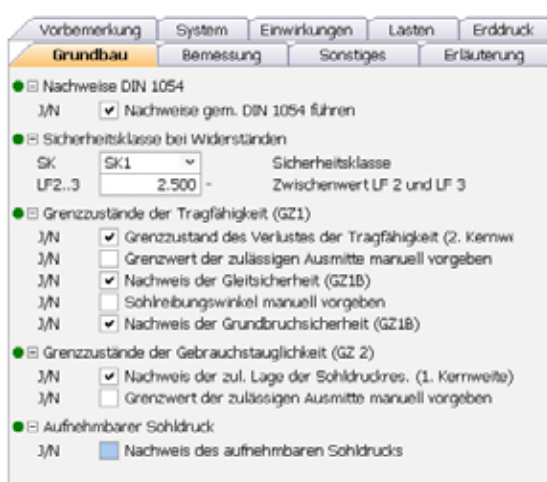 Vorbemerkung System Einwirkungen Lasten Erddruck
Grundbau Bemessung Sonstiges Erläuterung
Nachweise DIN 1054
J/N Nachweise gem. DIN 1054 führen
Sicherheitsklasse bei Widerständen
SK SK1 Sicherheitsklasse
LF2..3 2.500 - Zwischenwert LF 2 und LF 3
Grenzzustände der Tragfähigkeit (GZ1)
J/N Grenzzustand des Verlustes der Tragfähigkeit (2. Kernwe
J/N Grenzwert der zulässigen Ausmitte manuell vorgeben
J/N Nachweis der Gleitsicherheit (GZ1B)
J/N Sohlreibungswinkel manuell vorgeben
J/N Nachweis der Grundbruchsicherheit (GZ1B)
Grenzzustände der Gebrauchstauglichkeit (GZ 2)
J/N Nachweis der zul. Lage der Sohldruckres. (1. Kernweite)
J/N Grenzwert der zulässigen Ausmitte manuell vorgeben
Aufnehmbarer Sohldruck
J/N Nachweis des aufnehmbaren Sohldrucks